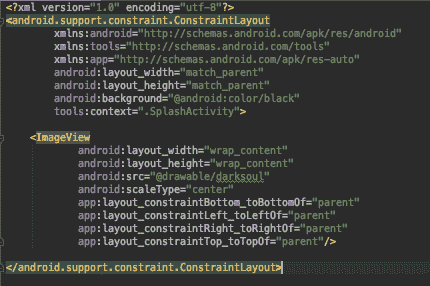 <?xml version="1.0" encoding="utf-8"?>
<android.support.constraint.ConstraintLayout
xmlns:android="http://schemas.android.com/apk/res/android"
xmlns:tools="http://schemas.android.com/tools"
xmlns:app="http://schemas.android.com/apk/res-auto"
android:layout_width="match_parent"
android:layout_height="match_parent"
android:background="@android:color/black"
tools:context=".SplashActivity">
<ImageView
android:layout_width="wrap_content"
android:layout_height="wrap_content"
android:src="@drawable/darksoul"
android:scaleType="center"
app:layout_constraintBottom_toBottomOf="parent"
app:layout_constraintLeft_toLeftOf="parent"
app:layout_constraintRight_toRightOf="parent"
app:layout_constraintTop_toTopOf="parent"/>
</android.support.constraint.ConstraintLayout>